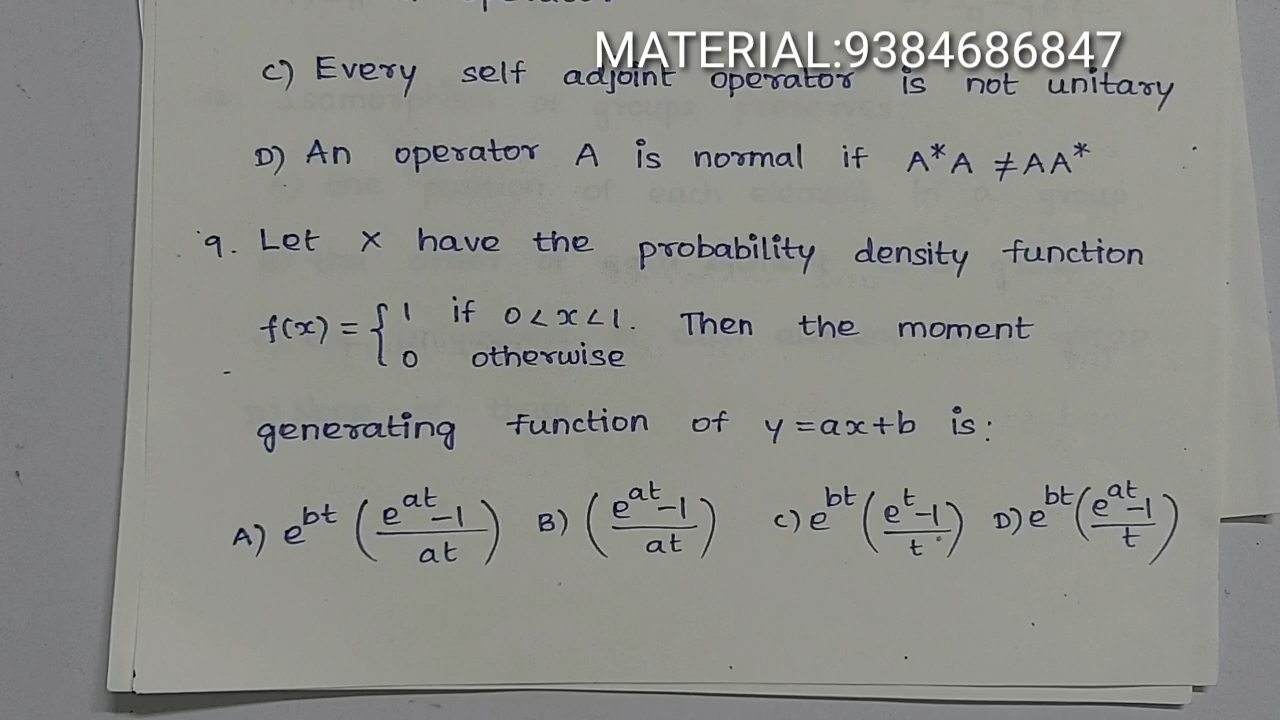 MATERIAL:9384686847
C) Every self adjoint operator is not unitary
D) An operator A is normal if A*A ≠ AA*
9. Let x have the probability density function
f(x) = { 1 if 0<x<1. Then the moment
0 otherwise
generating function of y=ax+b is:
A) e^bt (e^at -1 / at) B) (e^at -1 / at) C) e^bt (e^t -1 / t) D) e^bt (e^at -1 / t)